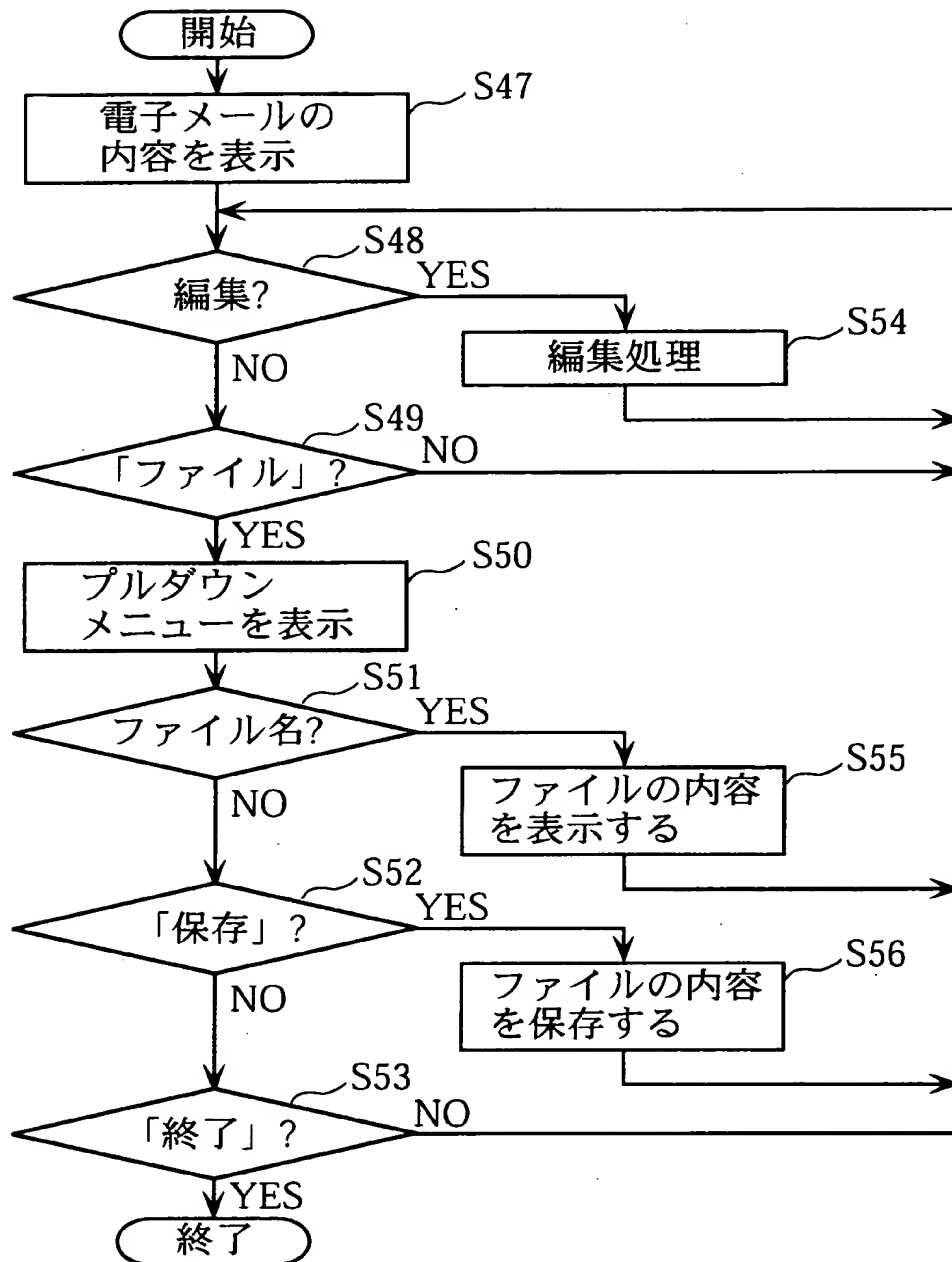 開始
S47
電子メールの
内容を表示
S48
編集?
YES
S54
編集処理
NO
S49
「ファイル」?
NO
YES
S50
プルダウン
メニューを表示
S51
ファイル名?
YES
S55
ファイルの内容
を表示する
NO
S52
「保存」?
YES
S56
ファイルの内容
を保存する
NO
S53
「終了」?
NO
YES
終了